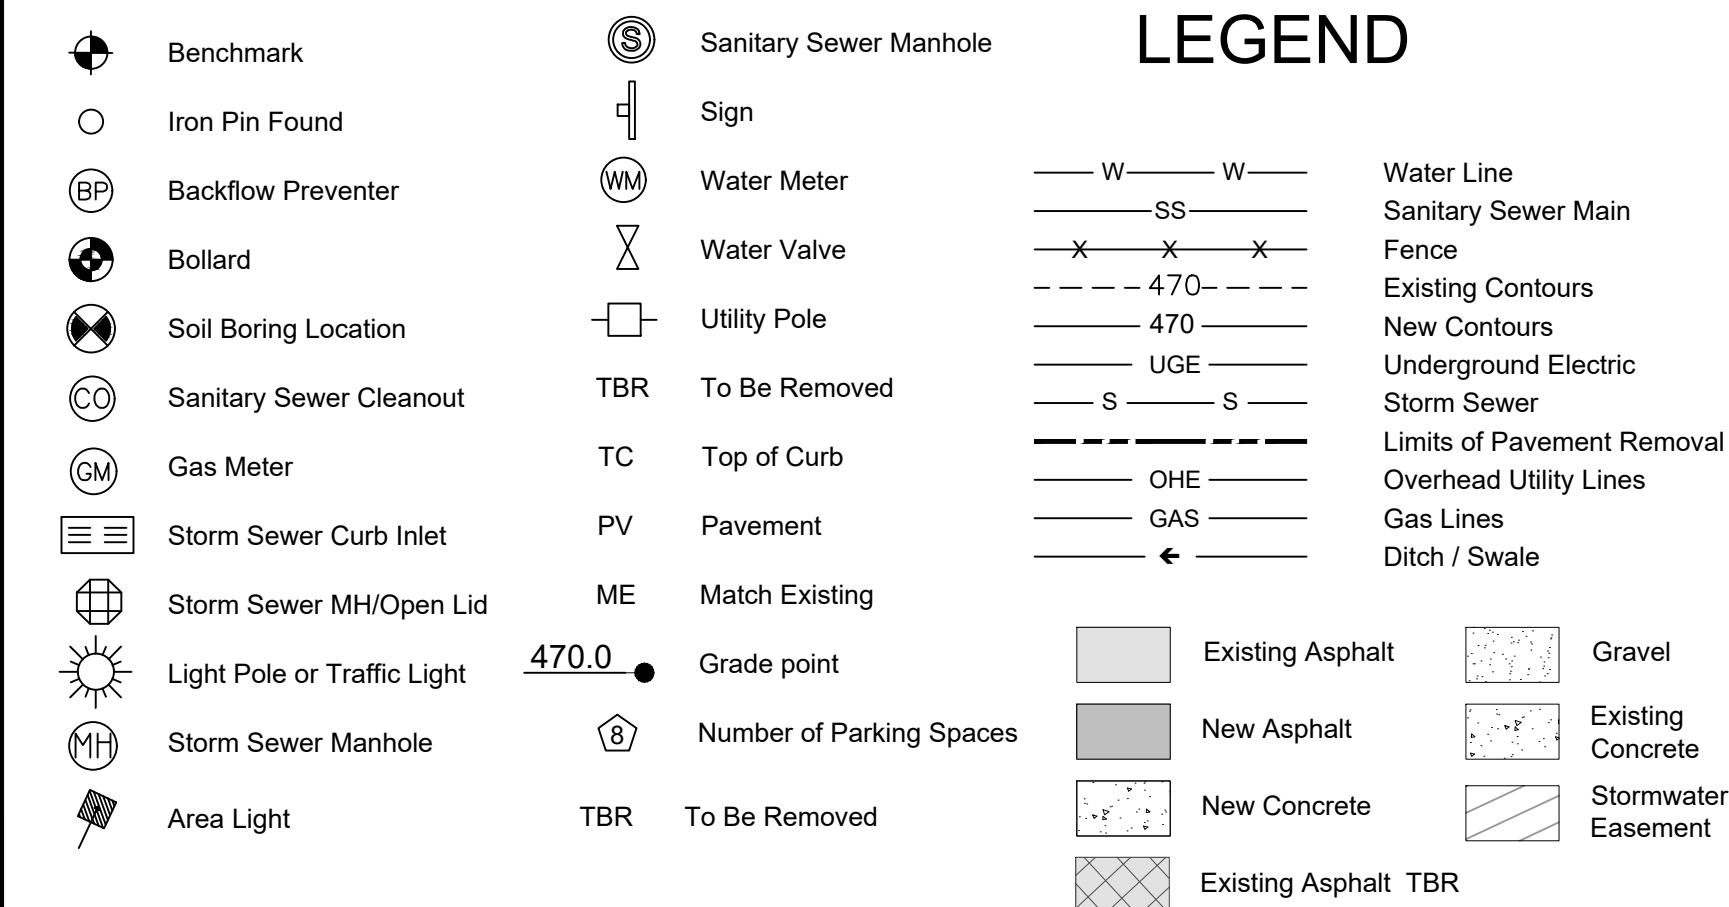 LEGEND
Benchmark
Iron Pin Found
BP Backflow Preventer
Bollard
Soil Boring Location
CO Sanitary Sewer Cleanout
GM Gas Meter
Storm Sewer Curb Inlet
Storm Sewer MH/Open Lid
Light Pole or Traffic Light
MH Storm Sewer Manhole
Area Light
S Sanitary Sewer Manhole
Sign
WM Water Meter
Water Valve
Utility Pole
TBR To Be Removed
TC Top of Curb
PV Pavement
ME Match Existing
470.0 Grade point
8 Number of Parking Spaces
TBR To Be Removed
W W Water Line
SS Sanitary Sewer Main
X X X Fence
470 Existing Contours
470 New Contours
UGE Underground Electric
S S Storm Sewer
Limits of Pavement Removal
OHE Overhead Utility Lines
GAS Gas Lines
Ditch / Swale
Existing Asphalt
New Asphalt
New Concrete
Existing Asphalt TBR
Gravel
Existing
Concrete
Stormwater
Easement